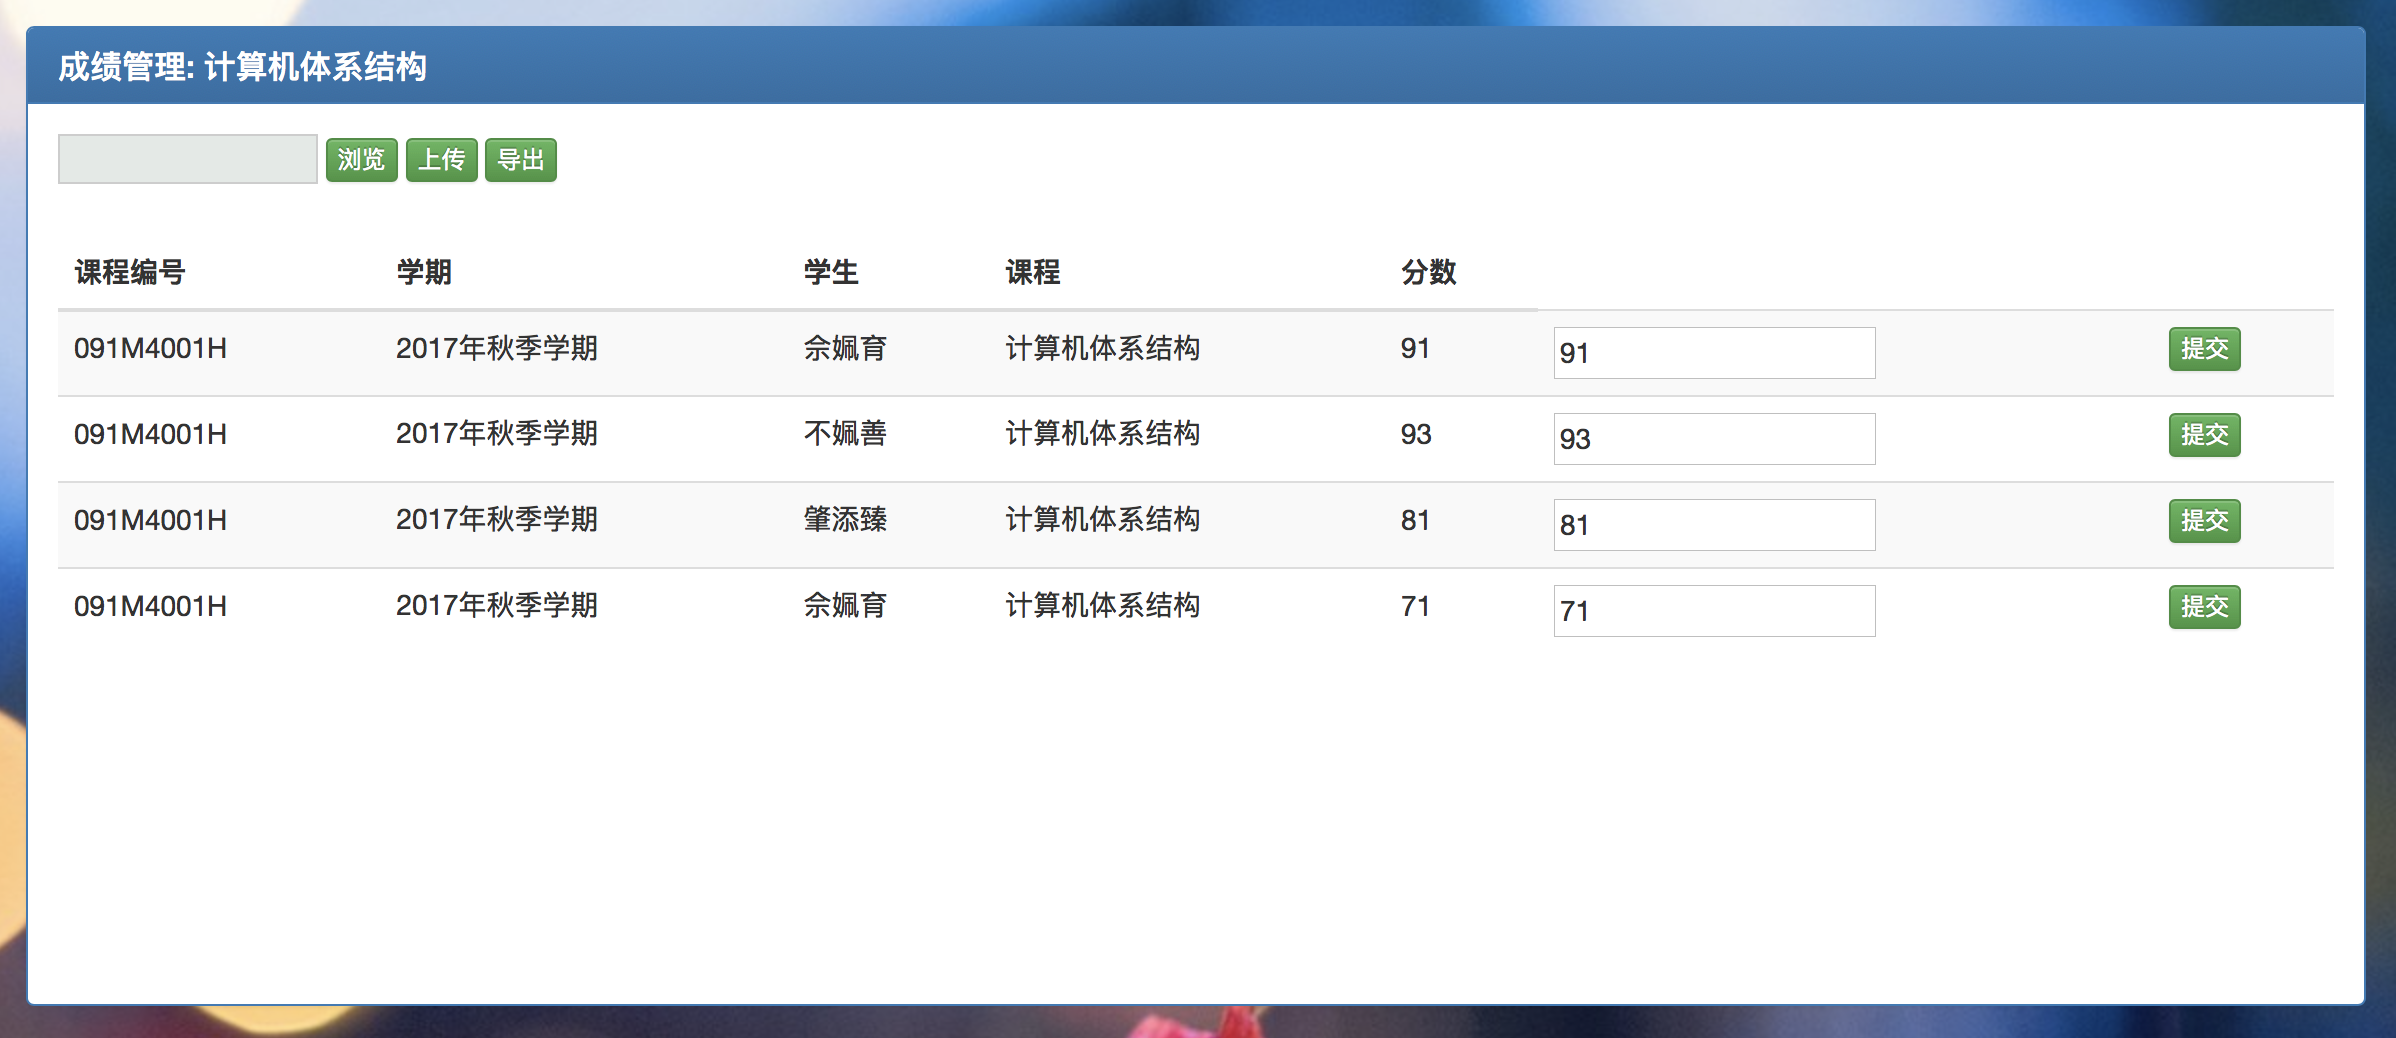 成绩管理: 计算机体系结构
浏览 上传 导出
课程编号 学期 学生 课程 分数
091M4001H 2017年秋季学期 佘姵育 计算机体系结构 91 91 提交
091M4001H 2017年秋季学期 不姵善 计算机体系结构 93 93 提交
091M4001H 2017年秋季学期 肇添臻 计算机体系结构 81 81 提交
091M4001H 2017年秋季学期 佘姵育 计算机体系结构 71 71 提交